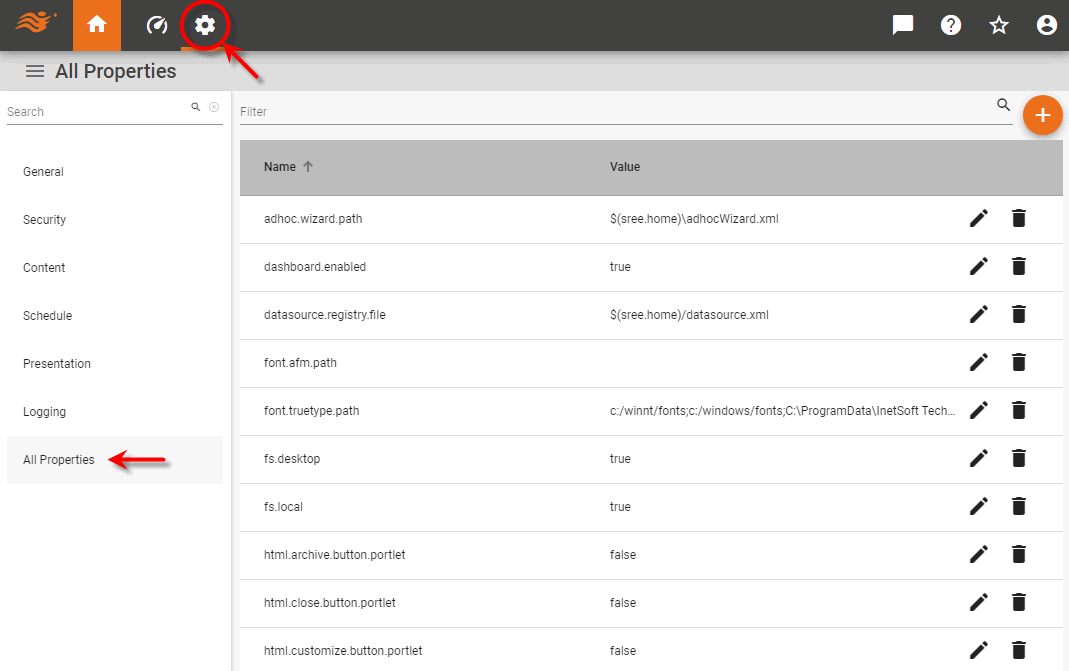 All Properties
Search
Filter
General
Security
Content
Schedule
Presentation
Logging
All Properties
Name Value
adhoc.wizard.path $(sree.home)\adhocWizard.xml
dashboard.enabled true
datasource.registry.file $(sree.home)/datasource.xml
font.afm.path
font.truetype.path c:/winnt/fonts;c:/windows/fonts;C:\ProgramData\InetSoft Tech...
fs.desktop true
fs.local true
html.archive.button.portlet false
html.close.button.portlet false
html.customize.button.portlet false